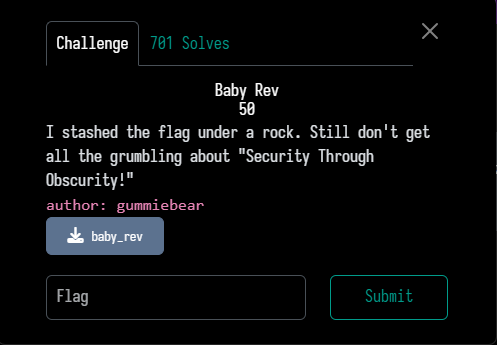 Challenge 701 Solves
Baby Rev
50
I stashed the flag under a rock. Still don't get
all the grumbling about "Security Through
Obscurity!"
author: gummiebear
baby_rev
Flag Submit